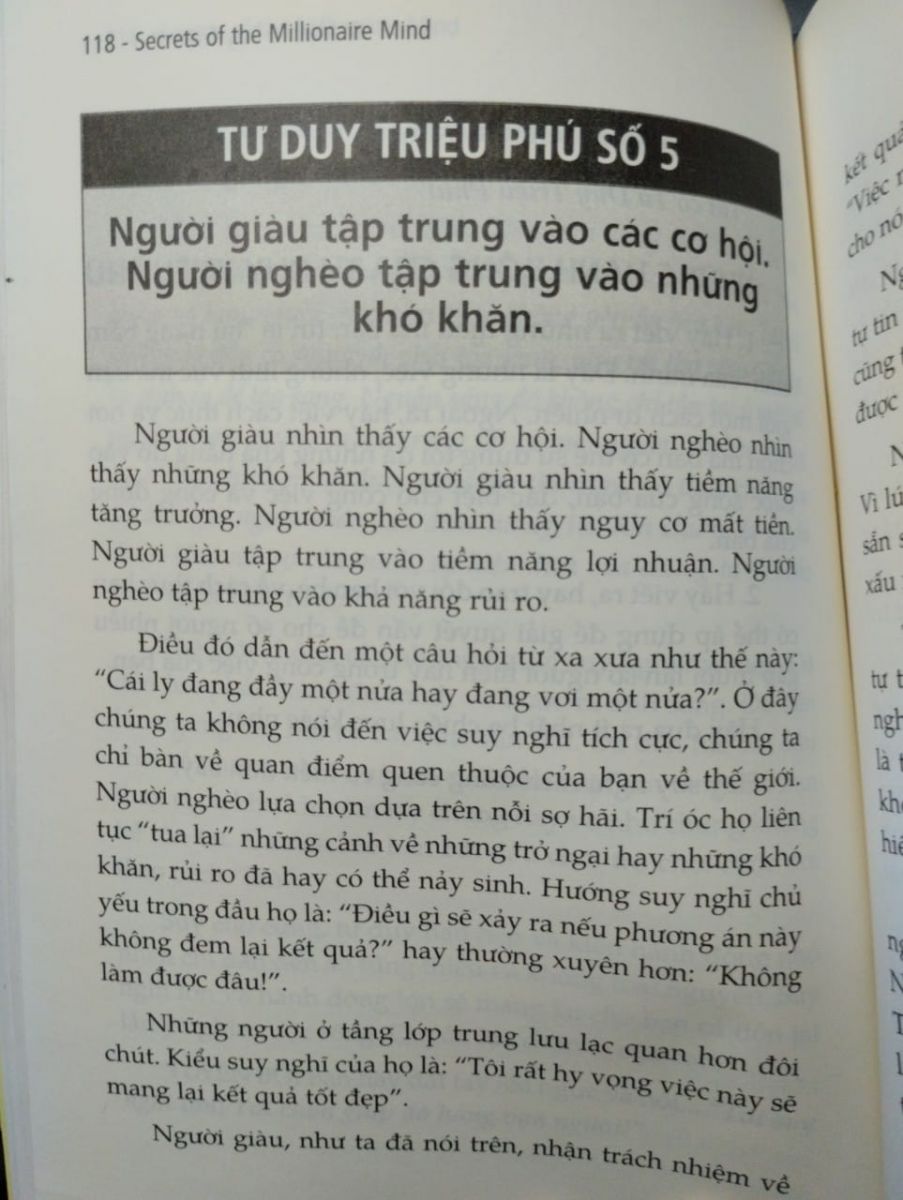 118 - Secrets of the Millionaire Mind
TƯ DUY TRIỆU PHÚ SỐ 5
Người giàu tập trung vào các cơ hội.
Người nghèo tập trung vào những
khó khăn.
Người giàu nhìn thấy các cơ hội. Người nghèo nhìn
thấy những khó khăn. Người giàu nhìn thấy tiềm năng
tăng trưởng. Người nghèo nhìn thấy nguy cơ mất tiền.
Người giàu tập trung vào tiềm năng lợi nhuận. Người
nghèo tập trung vào khả năng rủi ro.
Điều đó dẫn đến một câu hỏi từ xa xưa như thế này:
“Cái ly đang đầy một nửa hay đang vơi một nửa?”. Ở đây
chúng ta không nói đến việc suy nghĩ tích cực, chúng ta
chỉ bàn về quan điểm quen thuộc của bạn về thế giới.
Người nghèo lựa chọn dựa trên nỗi sợ hãi. Trí óc họ liên
tục “tua lại” những cảnh về những trở ngại hay những khó
khăn, rủi ro đã hay có thể nảy sinh. Hướng suy nghĩ chủ
yếu trong đầu họ là: “Điều gì sẽ xảy ra nếu phương án này
không đem lại kết quả?” hay thường xuyên hơn: “Không
làm được đâu!”.
Những người ở tầng lớp trung lưu lạc quan hơn đôi
chút. Kiểu suy nghĩ của họ là: “Tôi rất hy vọng việc này sẽ
mang lại kết quả tốt đẹp”.
Người giàu, như ta đã nói trên, nhận trách nhiệm về
kết quả
“Việc
cho nó
tự tin
cũng
được
Vì lú
sẵn
xấu
tự
là